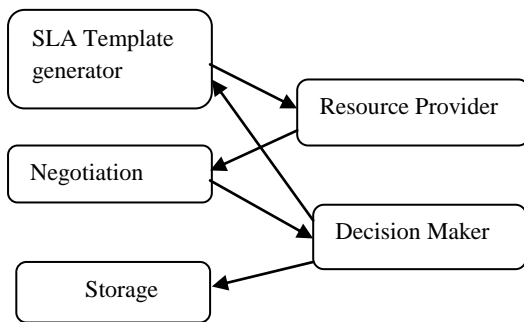 SLA Template
generator
Resource Provider
Negotiation
Decision Maker
Storage